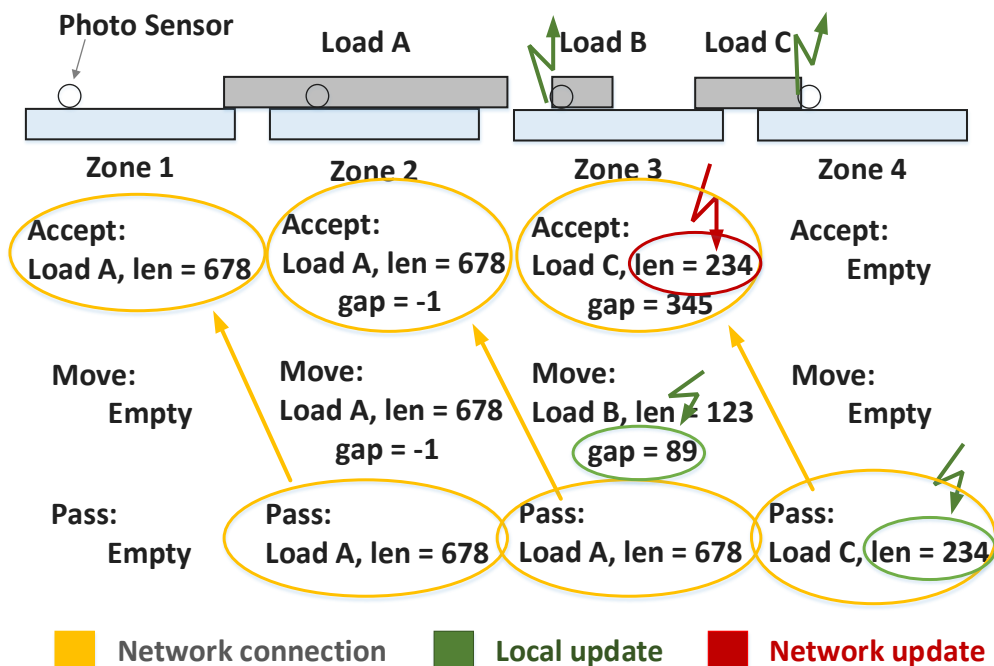 Photo Sensor
Load A
Load B
Load C
Zone 1
Zone 2
Zone 3
Zone 4
Accept:
Load A, len = 678
Accept:
Load A, len = 678
gap = -1
Accept:
Load C, len = 234
gap = 345
Accept:
Empty
Move:
Empty
Move:
Load A, len = 678
gap = -1
Move:
Load B, len = 123
gap = 89
Move:
Empty
Pass:
Empty
Pass:
Load A, len = 678
Pass:
Load A, len = 678
Pass:
Load C, len = 234
Network connection
Local update
Network update